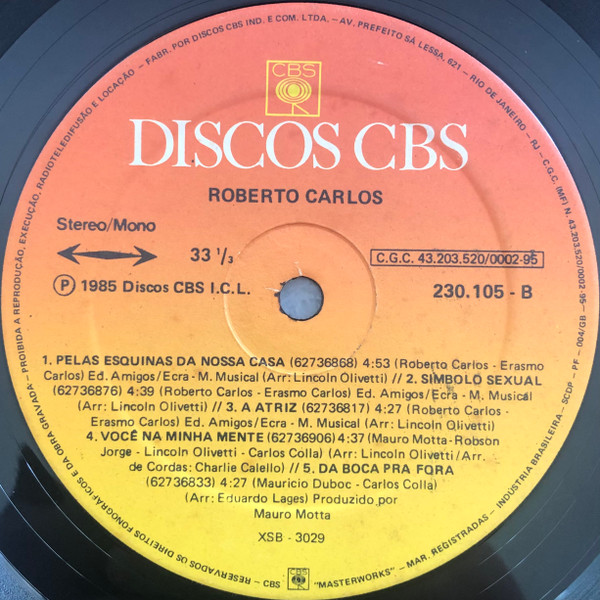 CBS
DISCOS CBS
ROBERTO CARLOS
Stereo/Mono
33 1/3
C.G.C. 43.203.520/0002-95
Ⓟ 1985 Discos CBS I.C.L.
230.105 - B
1. PELAS ESQUINAS DA NOSSA CASA (62736868) 4:53 (Roberto Carlos - Erasmo
Carlos) Ed. Amigos/Ecra - M. Musical (Arr: Lincoln Olivetti) // 2. SÍMBOLO SEXUAL
(62736876) 4:39 (Roberto Carlos - Erasmo Carlos) Ed. Amigos/Ecra - M. Musical
(Arr: Lincoln Olivetti) // 3. A ATRIZ (62736817) 4:27 (Roberto Carlos -
Erasmo Carlos) Ed. Amigos/Ecra - M. Musical (Arr: Lincoln Olivetti)
4. VOCÊ NA MINHA MENTE (62736906) 4:37 (Mauro Motta-Robson
Jorge - Lincoln Olivetti - Carlos Colla) (Arr: Lincoln Olivetti/Arr.
de Cordas: Charlie Calello) // 5. DA BOCA PRA FORA
(62736833) 4:27 (Mauricio Duboc - Carlos Colla)
(Arr: Eduardo Lages) Produzido por
Mauro Motta
XSB - 3029
RESERVADOS OS DIREITOS FONOGRÁFICOS E DA OBRA GRAVADA - PROIBIDA A REPRODUÇÃO, EXECUÇÃO, RADIOTELEDIFUSÃO E LOCAÇÃO - FABR. POR DISCOS CBS IND. E COM. LTDA. - AV. PREFEITO SÁ LESSA, 621 - RIO DE JANEIRO - RJ - C.G.C. (MF) N. 43.203.520/0002-95 - SCDP - PF - 004/GB
INDÚSTRIA BRASILEIRA - MAR. REGISTRADAS - "MASTERWORKS" CBS